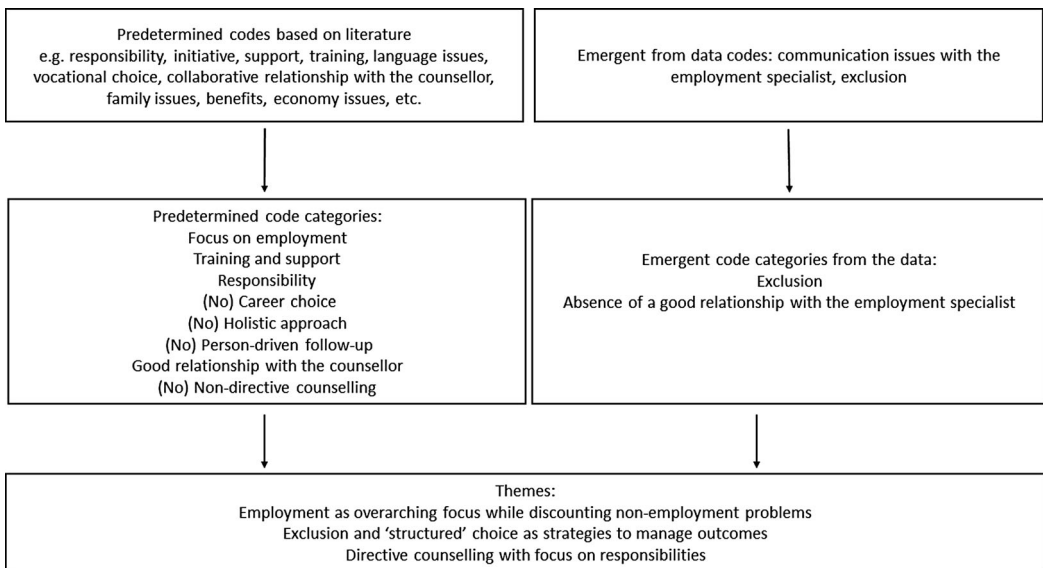 Predetermined codes based on literature
e.g. responsibility, initiative, support, training, language issues,
vocational choice, collaborative relationship with the counsellor,
family issues, benefits, economy issues, etc.
Emergent from data codes: communication issues with the
employment specialist, exclusion
Predetermined code categories:
Focus on employment
Training and support
Responsibility
(No) Career choice
(No) Holistic approach
(No) Person-driven follow-up
Good relationship with the counsellor
(No) Non-directive counselling
Emergent code categories from the data:
Exclusion
Absence of a good relationship with the employment specialist
Themes:
Employment as overarching focus while discounting non-employment problems
Exclusion and ‘structured’ choice as strategies to manage outcomes
Directive counselling with focus on responsibilities